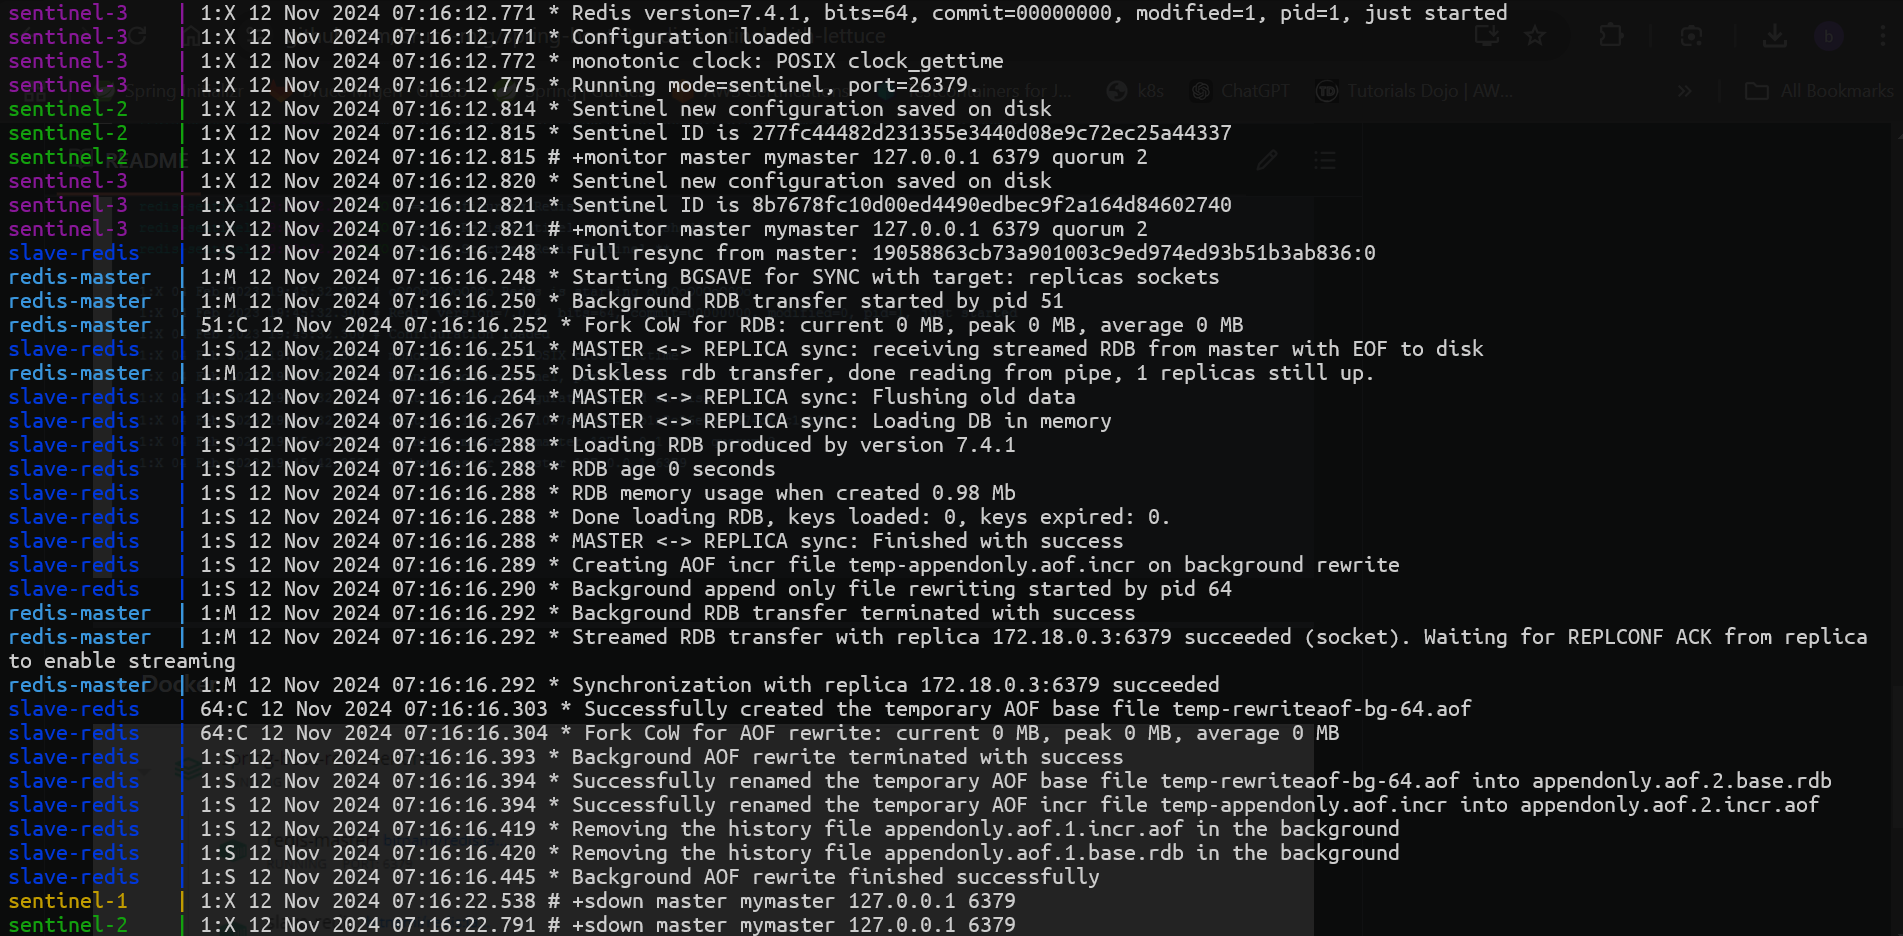 sentinel-3 | 1:X 12 Nov 2024 07:16:12.771 * Redis version=7.4.1, bits=64, commit=00000000, modified=1, pid=1, just started
sentinel-3 | 1:X 12 Nov 2024 07:16:12.771 * Configuration loaded
sentinel-3 | 1:X 12 Nov 2024 07:16:12.772 * monotonic clock: POSIX clock_gettime
sentinel-3 | 1:X 12 Nov 2024 07:16:12.775 * Running mode=sentinel, port=26379.
sentinel-2 | 1:X 12 Nov 2024 07:16:12.814 * Sentinel new configuration saved on disk
sentinel-2 | 1:X 12 Nov 2024 07:16:12.815 * Sentinel ID is 277fc44482d231355e3440d08e9c72ec25a44337
sentinel-2 | 1:X 12 Nov 2024 07:16:12.815 # +monitor master mymaster 127.0.0.1 6379 quorum 2
sentinel-3 | 1:X 12 Nov 2024 07:16:12.820 * Sentinel new configuration saved on disk
sentinel-3 | 1:X 12 Nov 2024 07:16:12.821 * Sentinel ID is 8b7678fc10d00ed4490edbec9f2a164d84602740
sentinel-3 | 1:X 12 Nov 2024 07:16:12.821 # +monitor master mymaster 127.0.0.1 6379 quorum 2
slave-redis | 1:S 12 Nov 2024 07:16:16.248 * Full resync from master: 19058863cb73a901003c9ed974ed93b51b3ab836:0
redis-master | 1:M 12 Nov 2024 07:16:16.248 * Starting BGSAVE for SYNC with target: replicas sockets
redis-master | 1:M 12 Nov 2024 07:16:16.250 * Background RDB transfer started by pid 51
redis-master | 51:C 12 Nov 2024 07:16:16.252 * Fork CoW for RDB: current 0 MB, peak 0 MB, average 0 MB
slave-redis | 1:S 12 Nov 2024 07:16:16.251 * MASTER <-> REPLICA sync: receiving streamed RDB from master with EOF to disk
redis-master | 1:M 12 Nov 2024 07:16:16.255 * Diskless rdb transfer, done reading from pipe, 1 replicas still up.
slave-redis | 1:S 12 Nov 2024 07:16:16.264 * MASTER <-> REPLICA sync: Flushing old data
slave-redis | 1:S 12 Nov 2024 07:16:16.267 * MASTER <-> REPLICA sync: Loading DB in memory
slave-redis | 1:S 12 Nov 2024 07:16:16.288 * Loading RDB produced by version 7.4.1
slave-redis | 1:S 12 Nov 2024 07:16:16.288 * RDB age 0 seconds
slave-redis | 1:S 12 Nov 2024 07:16:16.288 * RDB memory usage when created 0.98 Mb
slave-redis | 1:S 12 Nov 2024 07:16:16.288 * Done loading RDB, keys loaded: 0, keys expired: 0.
slave-redis | 1:S 12 Nov 2024 07:16:16.288 * MASTER <-> REPLICA sync: Finished with success
slave-redis | 1:S 12 Nov 2024 07:16:16.289 * Creating AOF incr file temp-appendonly.aof.incr on background rewrite
slave-redis | 1:S 12 Nov 2024 07:16:16.290 * Background append only file rewriting started by pid 64
redis-master | 1:M 12 Nov 2024 07:16:16.292 * Background RDB transfer terminated with success
redis-master | 1:M 12 Nov 2024 07:16:16.292 * Streamed RDB transfer with replica 172.18.0.3:6379 succeeded (socket). Waiting for REPLCONF ACK from replica
to enable streaming
redis-master | 1:M 12 Nov 2024 07:16:16.292 * Synchronization with replica 172.18.0.3:6379 succeeded
slave-redis | 64:C 12 Nov 2024 07:16:16.303 * Successfully created the temporary AOF base file temp-rewriteaof-bg-64.aof
slave-redis | 64:C 12 Nov 2024 07:16:16.304 * Fork CoW for AOF rewrite: current 0 MB, peak 0 MB, average 0 MB
slave-redis | 1:S 12 Nov 2024 07:16:16.393 * Background AOF rewrite terminated with success
slave-redis | 1:S 12 Nov 2024 07:16:16.394 * Successfully renamed the temporary AOF base file temp-rewriteaof-bg-64.aof into appendonly.aof.2.base.rdb
slave-redis | 1:S 12 Nov 2024 07:16:16.394 * Successfully renamed the temporary AOF incr file temp-appendonly.aof.incr into appendonly.aof.2.incr.aof
slave-redis | 1:S 12 Nov 2024 07:16:16.419 * Removing the history file appendonly.aof.1.incr.aof in the background
slave-redis | 1:S 12 Nov 2024 07:16:16.420 * Removing the history file appendonly.aof.1.base.rdb in the background
slave-redis | 1:S 12 Nov 2024 07:16:16.445 * Background AOF rewrite finished successfully
sentinel-1 | 1:X 12 Nov 2024 07:16:22.538 # +sdown master mymaster 127.0.0.1 6379
sentinel-2 | 1:X 12 Nov 2024 07:16:22.791 # +sdown master mymaster 127.0.0.1 6379
k8s
ChatGPT
Tutorials Dojo | AW...
All Bookmarks
README
Docker